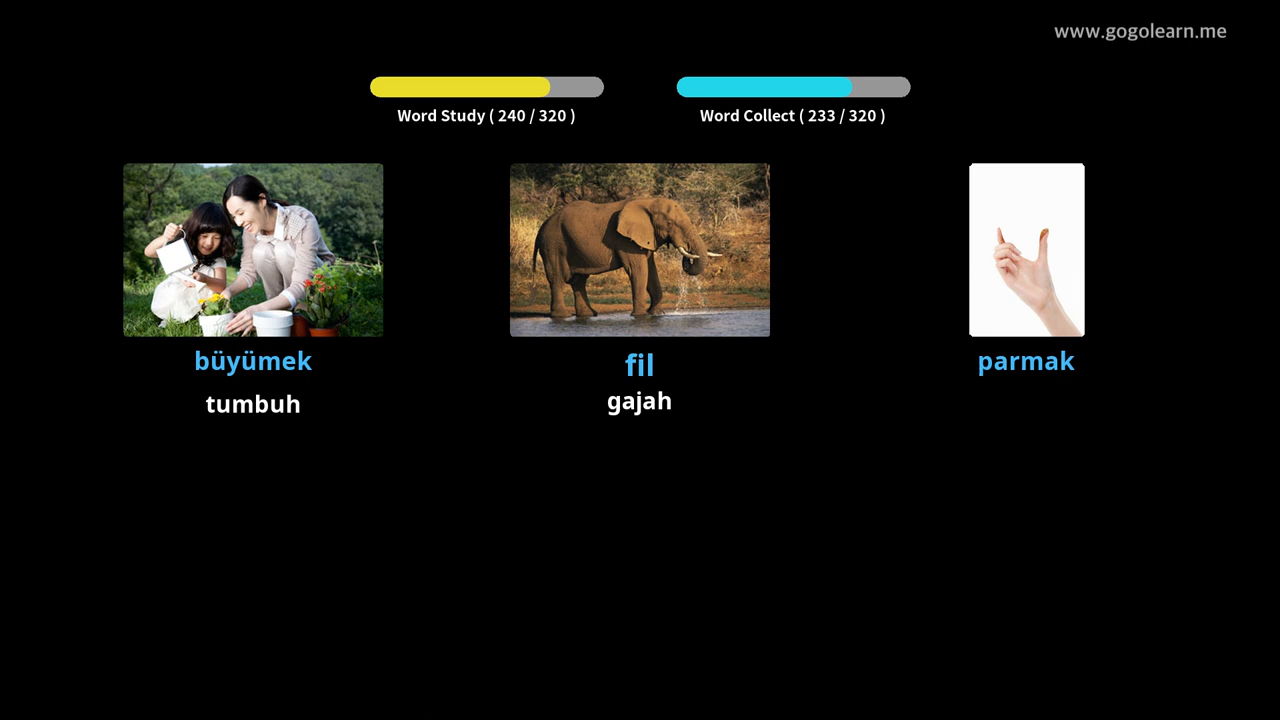 www.gogolearn.me
Word Study ( 240 / 320 )
Word Collect ( 233 / 320 )
büyümek
fil
parmak
tumbuh
gajah